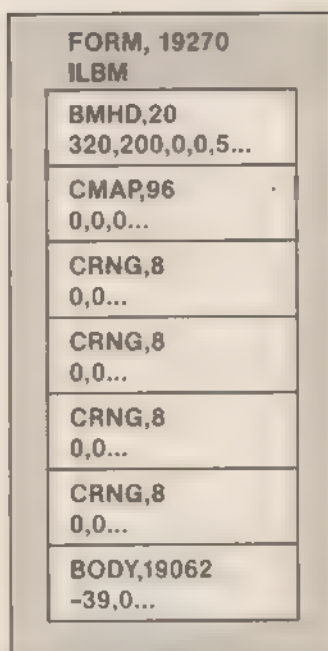 FORM, 19270
ILBM
BMHD,20
320,200,0,0,5...
CMAP,96
0,0,0...
CRNG,8
0,0...
CRNG,8
0,0...
CRNG,8
0,0...
CRNG,8
0,0...
BODY,19062
-39,0...